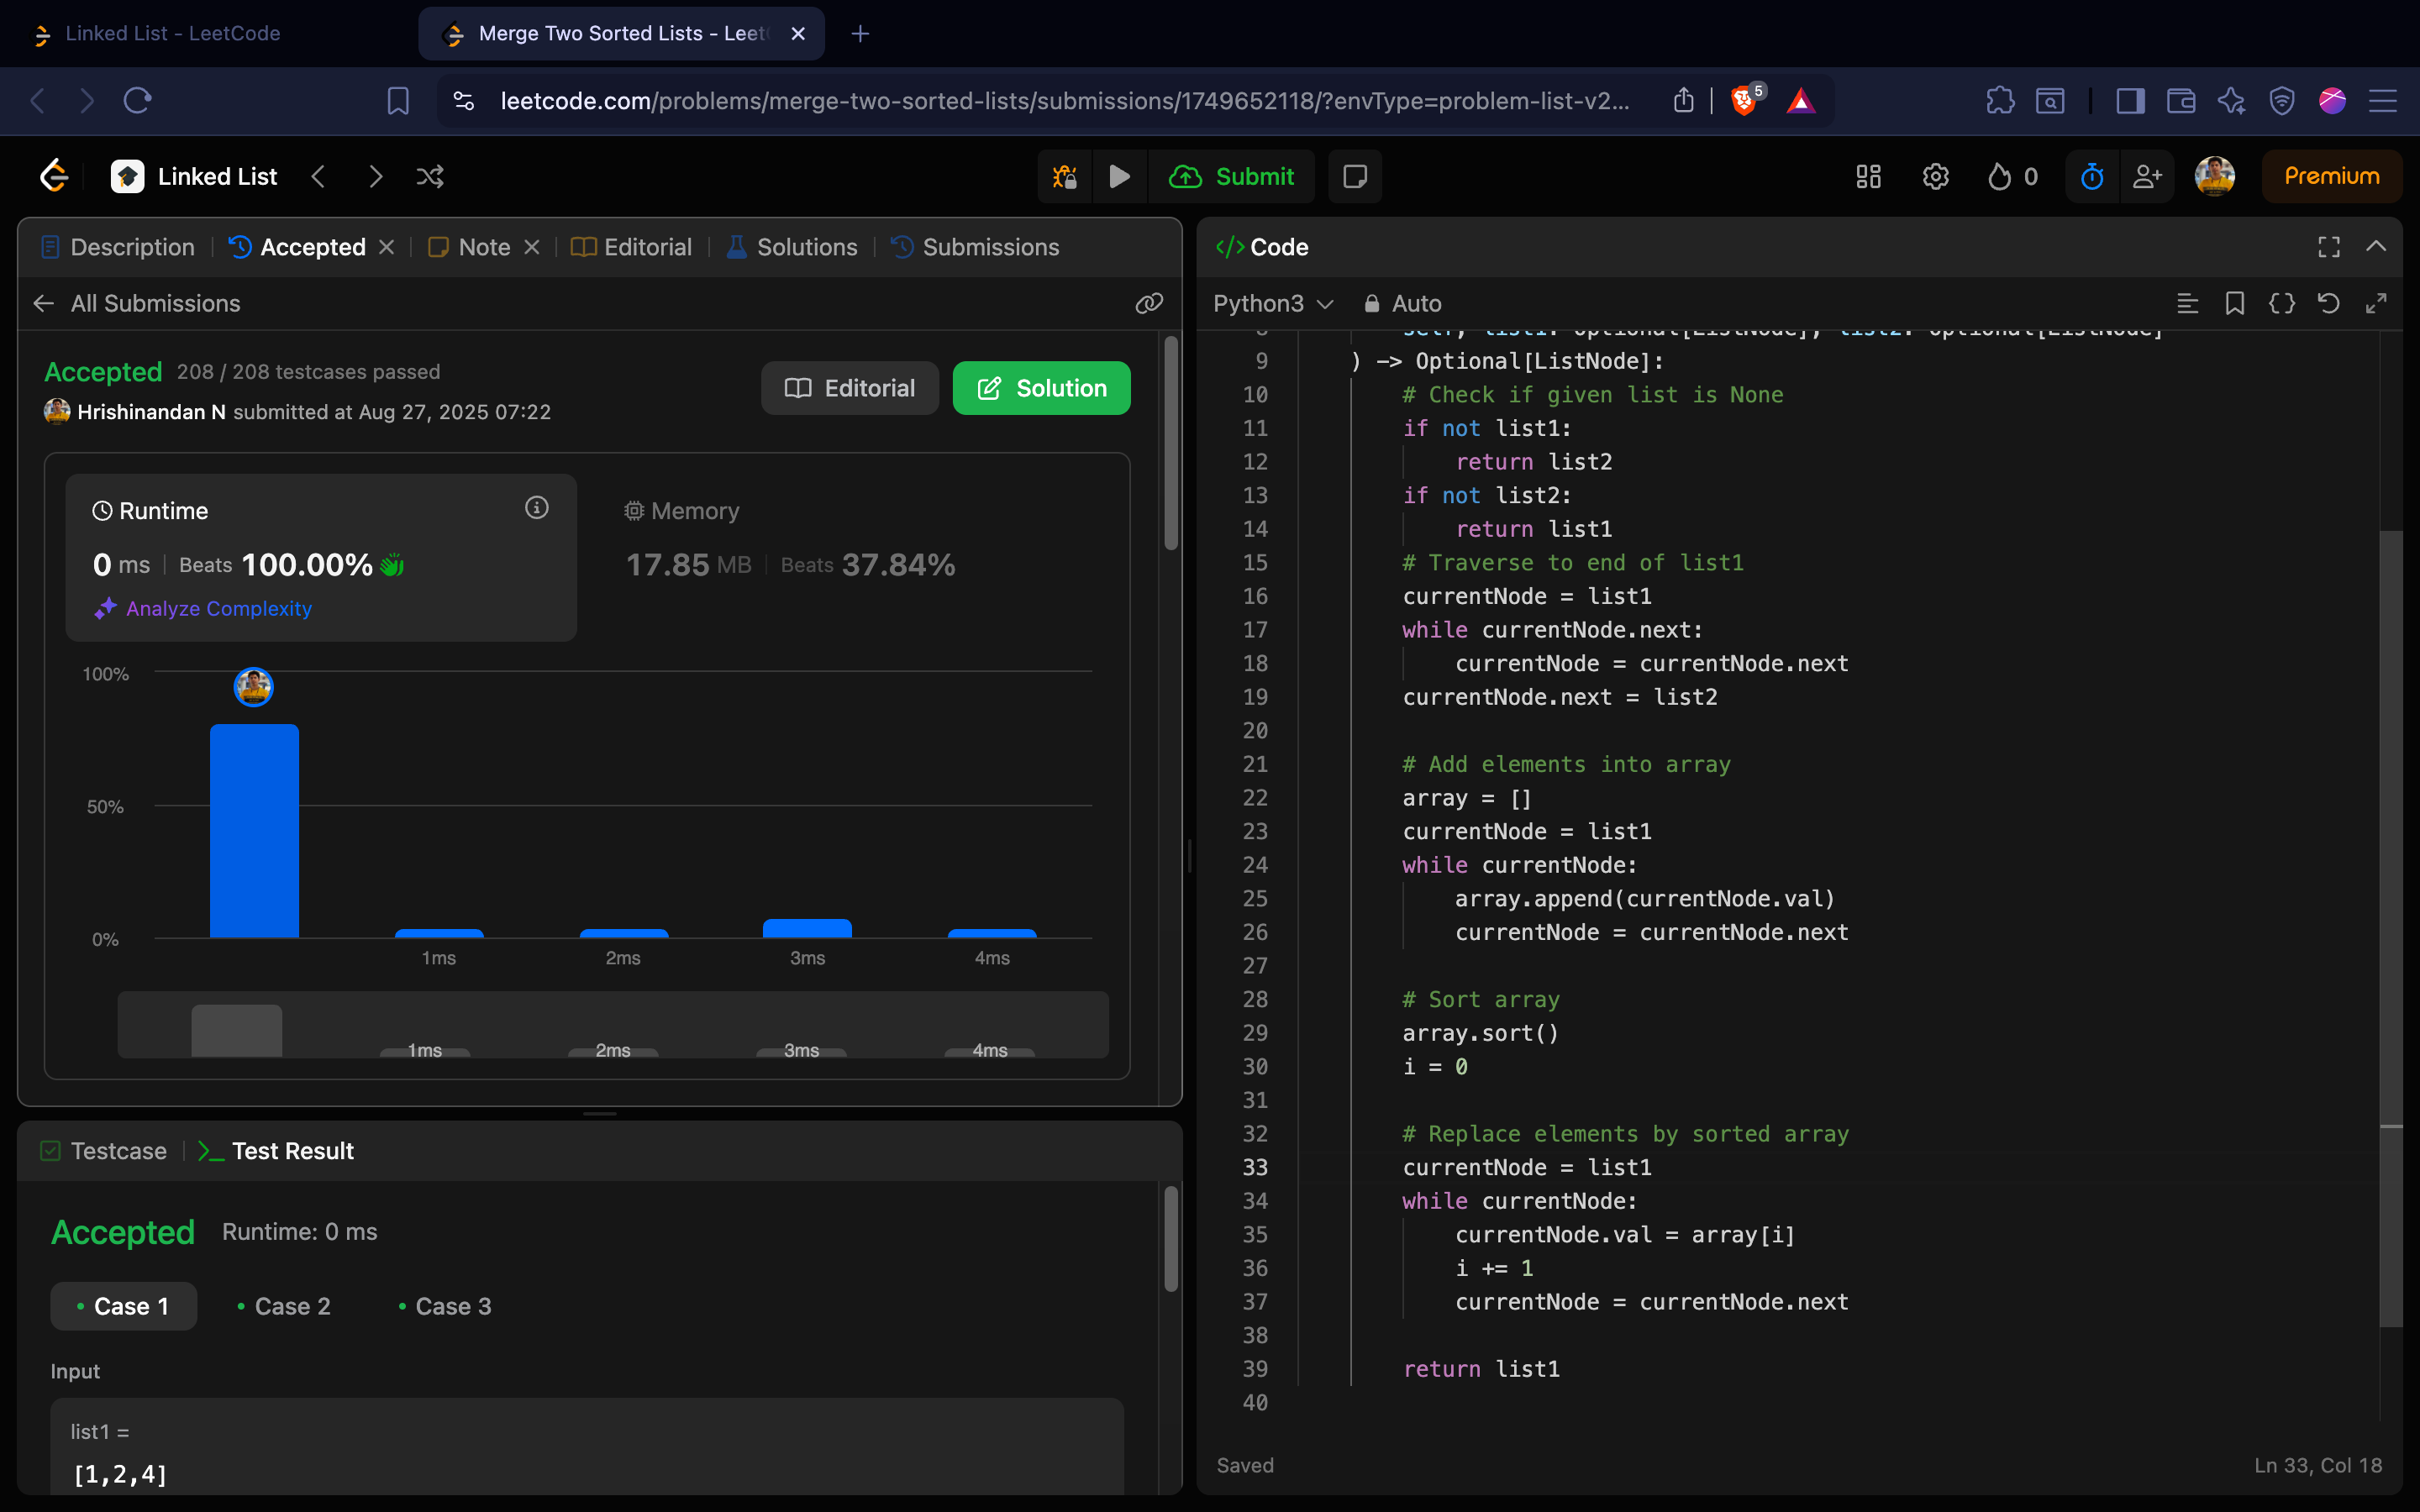 Linked List - LeetCode
Merge Two Sorted Lists - Leet
leetcode.com/problems/merge-two-sorted-lists/submissions/1749652118/?envType=problem-list-v2...
5
Linked List
Submit
0
Premium
Description
Accepted
Note
Editorial
Solutions
Submissions
All Submissions
Accepted 208 / 208 testcases passed
Hrishinandan N submitted at Aug 27, 2025 07:22
Editorial
Solution
Runtime
0 ms
Beats 100.00%
Analyze Complexity
Memory
17.85 MB
Beats 37.84%
100%
50%
0%
1ms
2ms
3ms
4ms
1ms
2ms
3ms
4ms
Testcase
Test Result
Accepted
Runtime: 0 ms
Case 1
Case 2
Case 3
Input
list1 =
[1,2,4]
Code
Python3
Auto
8 self, list1: Optional[ListNode], list2: Optional[ListNode]
9 ) -> Optional[ListNode]:
10 # Check if given list is None
11 if not list1:
12 return list2
13 if not list2:
14 return list1
15 # Traverse to end of list1
16 currentNode = list1
17 while currentNode.next:
18 currentNode = currentNode.next
19 currentNode.next = list2
20
21 # Add elements into array
22 array = []
23 currentNode = list1
24 while currentNode:
25 array.append(currentNode.val)
26 currentNode = currentNode.next
27
28 # Sort array
29 array.sort()
30 i = 0
31
32 # Replace elements by sorted array
33 currentNode = list1
34 while currentNode:
35 currentNode.val = array[i]
36 i += 1
37 currentNode = currentNode.next
38
39 return list1
40
Saved
Ln 33, Col 18